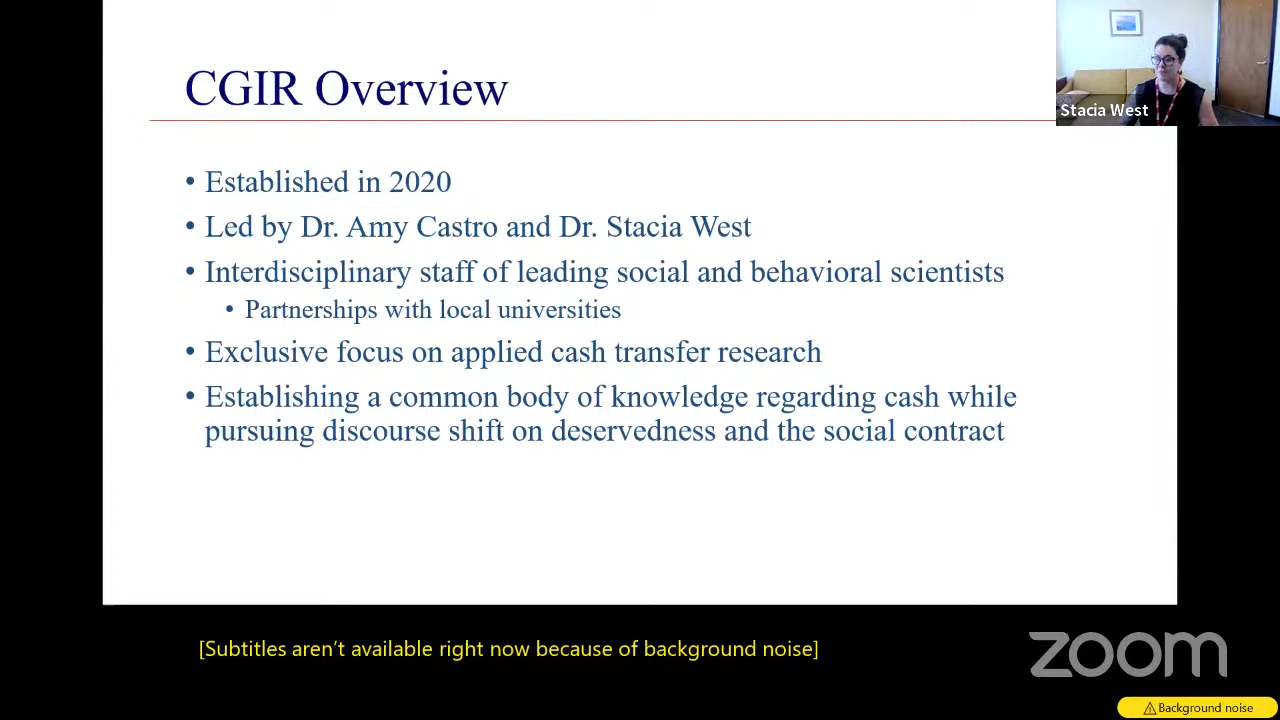 CGIR Overview
Stacia West
• Established in 2020
• Led by Dr. Amy Castro and Dr. Stacia West
• Interdisciplinary staff of leading social and behavioral scientists
• Partnerships with local universities
• Exclusive focus on applied cash transfer research
• Establishing a common body of knowledge regarding cash while
pursuing discourse shift on deservedness and the social contract
[Subtitles aren’t available right now because of background noise]
zoom
⚠Background noise